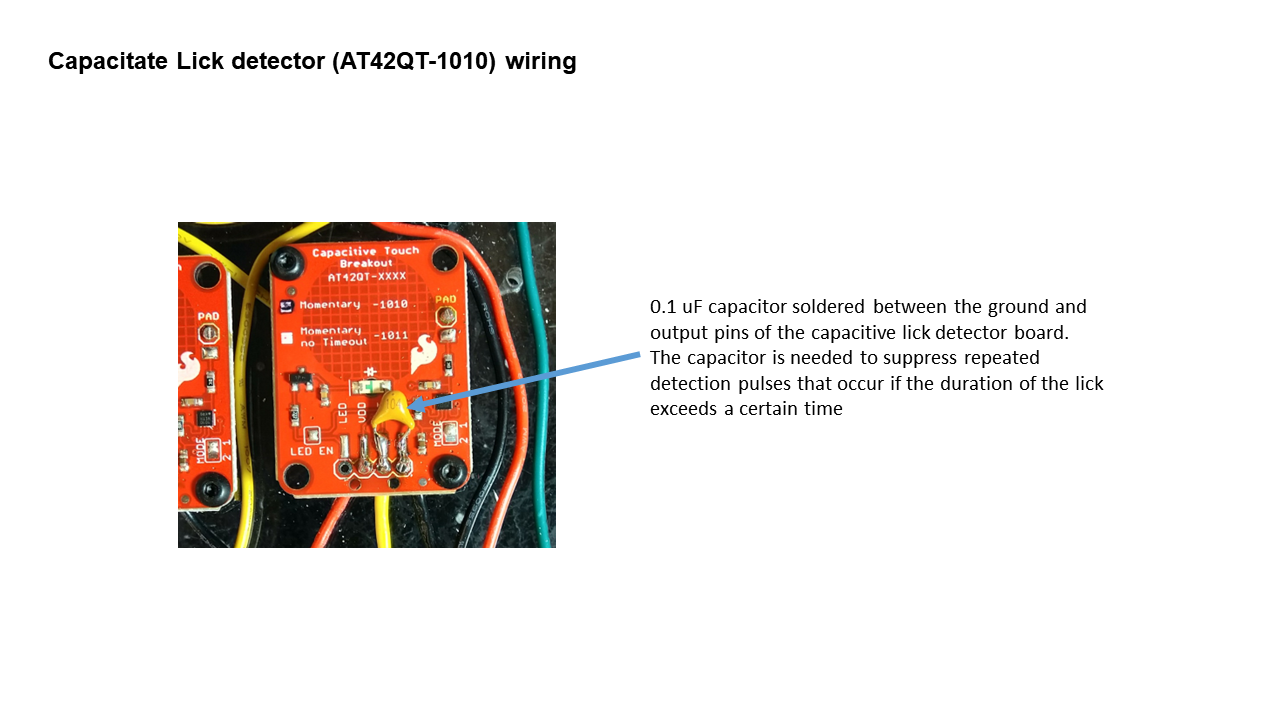 Capacitate Lick detector (AT42QT-1010) wiring
Capacitive Touch
Breakout
AT42QT-XXXX
Momentary -1010
Momentary
no Timeout -1011
PAD
PAD
LED
VDD
LED EN
MODE
2 1
MODE
2 1
0.1 uF capacitor soldered between the ground and
output pins of the capacitive lick detector board.
The capacitor is needed to suppress repeated
detection pulses that occur if the duration of the lick
exceeds a certain time